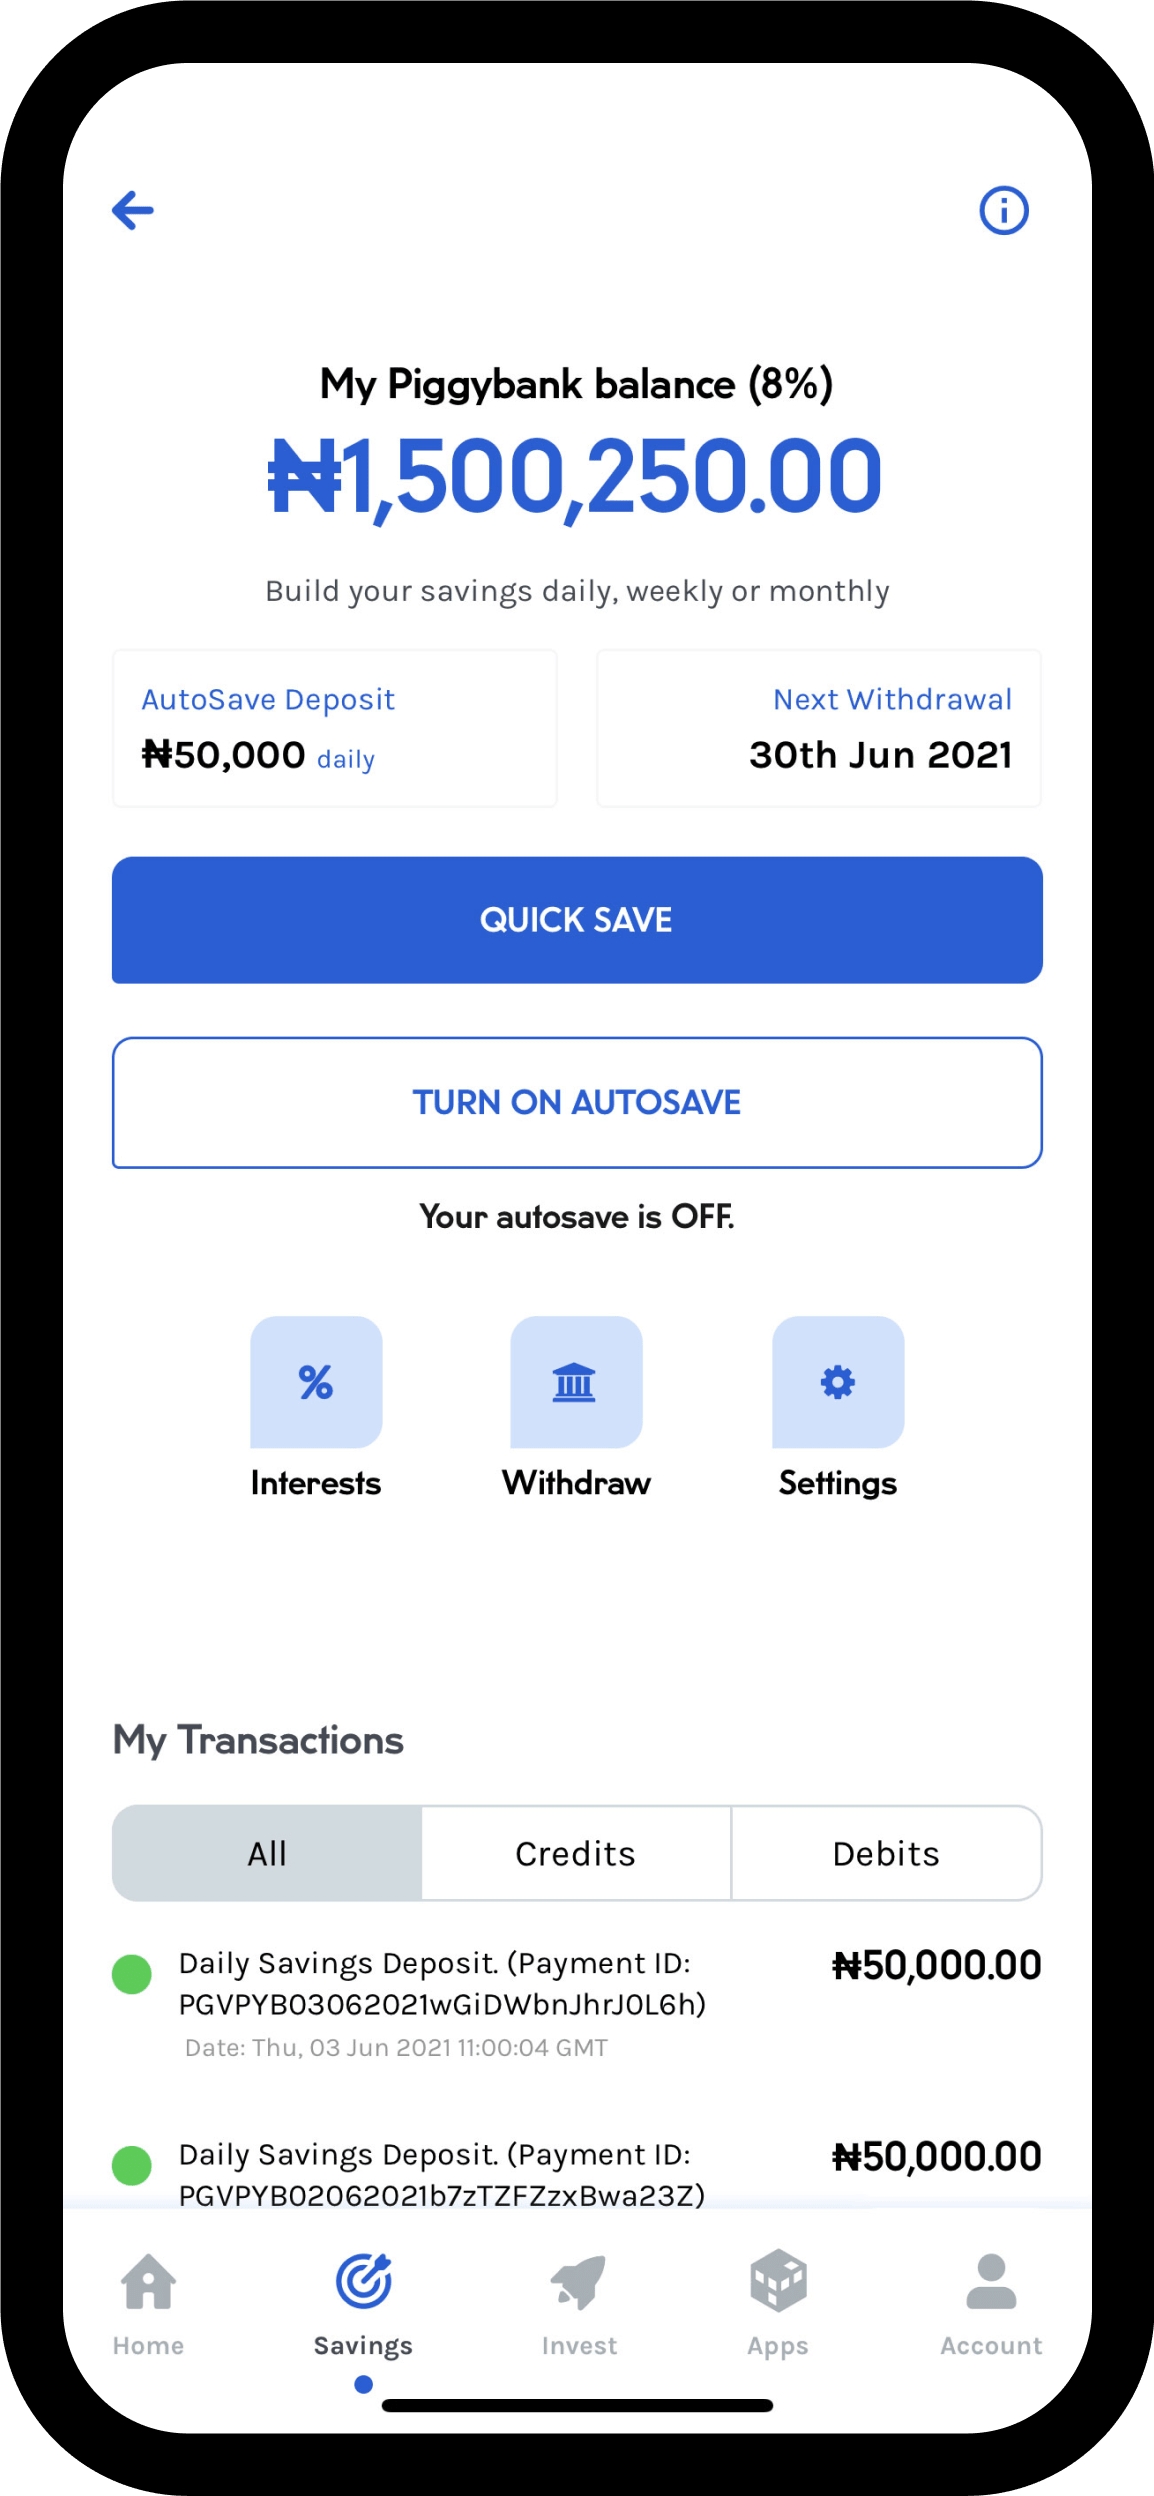 My Piggybank balance (8%)
₦1,500,250.00
Build your savings daily, weekly or monthly
AutoSave Deposit
₦50,000 daily
Next Withdrawal
30th Jun 2021
QUICK SAVE
TURN ON AUTOSAVE
Your autosave is OFF.
Interests
Withdraw
Settings
My Transactions
All
Credits
Debits
Daily Savings Deposit. (Payment ID:
PGVPYB03062021wGiDWbnJhrJ0L6h)
₦50,000.00
Date: Thu, 03 Jun 2021 11:00:04 GMT
Daily Savings Deposit. (Payment ID:
PGVPYB02062021b7zTZFZzxBwa23Z)
₦50,000.00
Home
Savings
Invest
Apps
Account